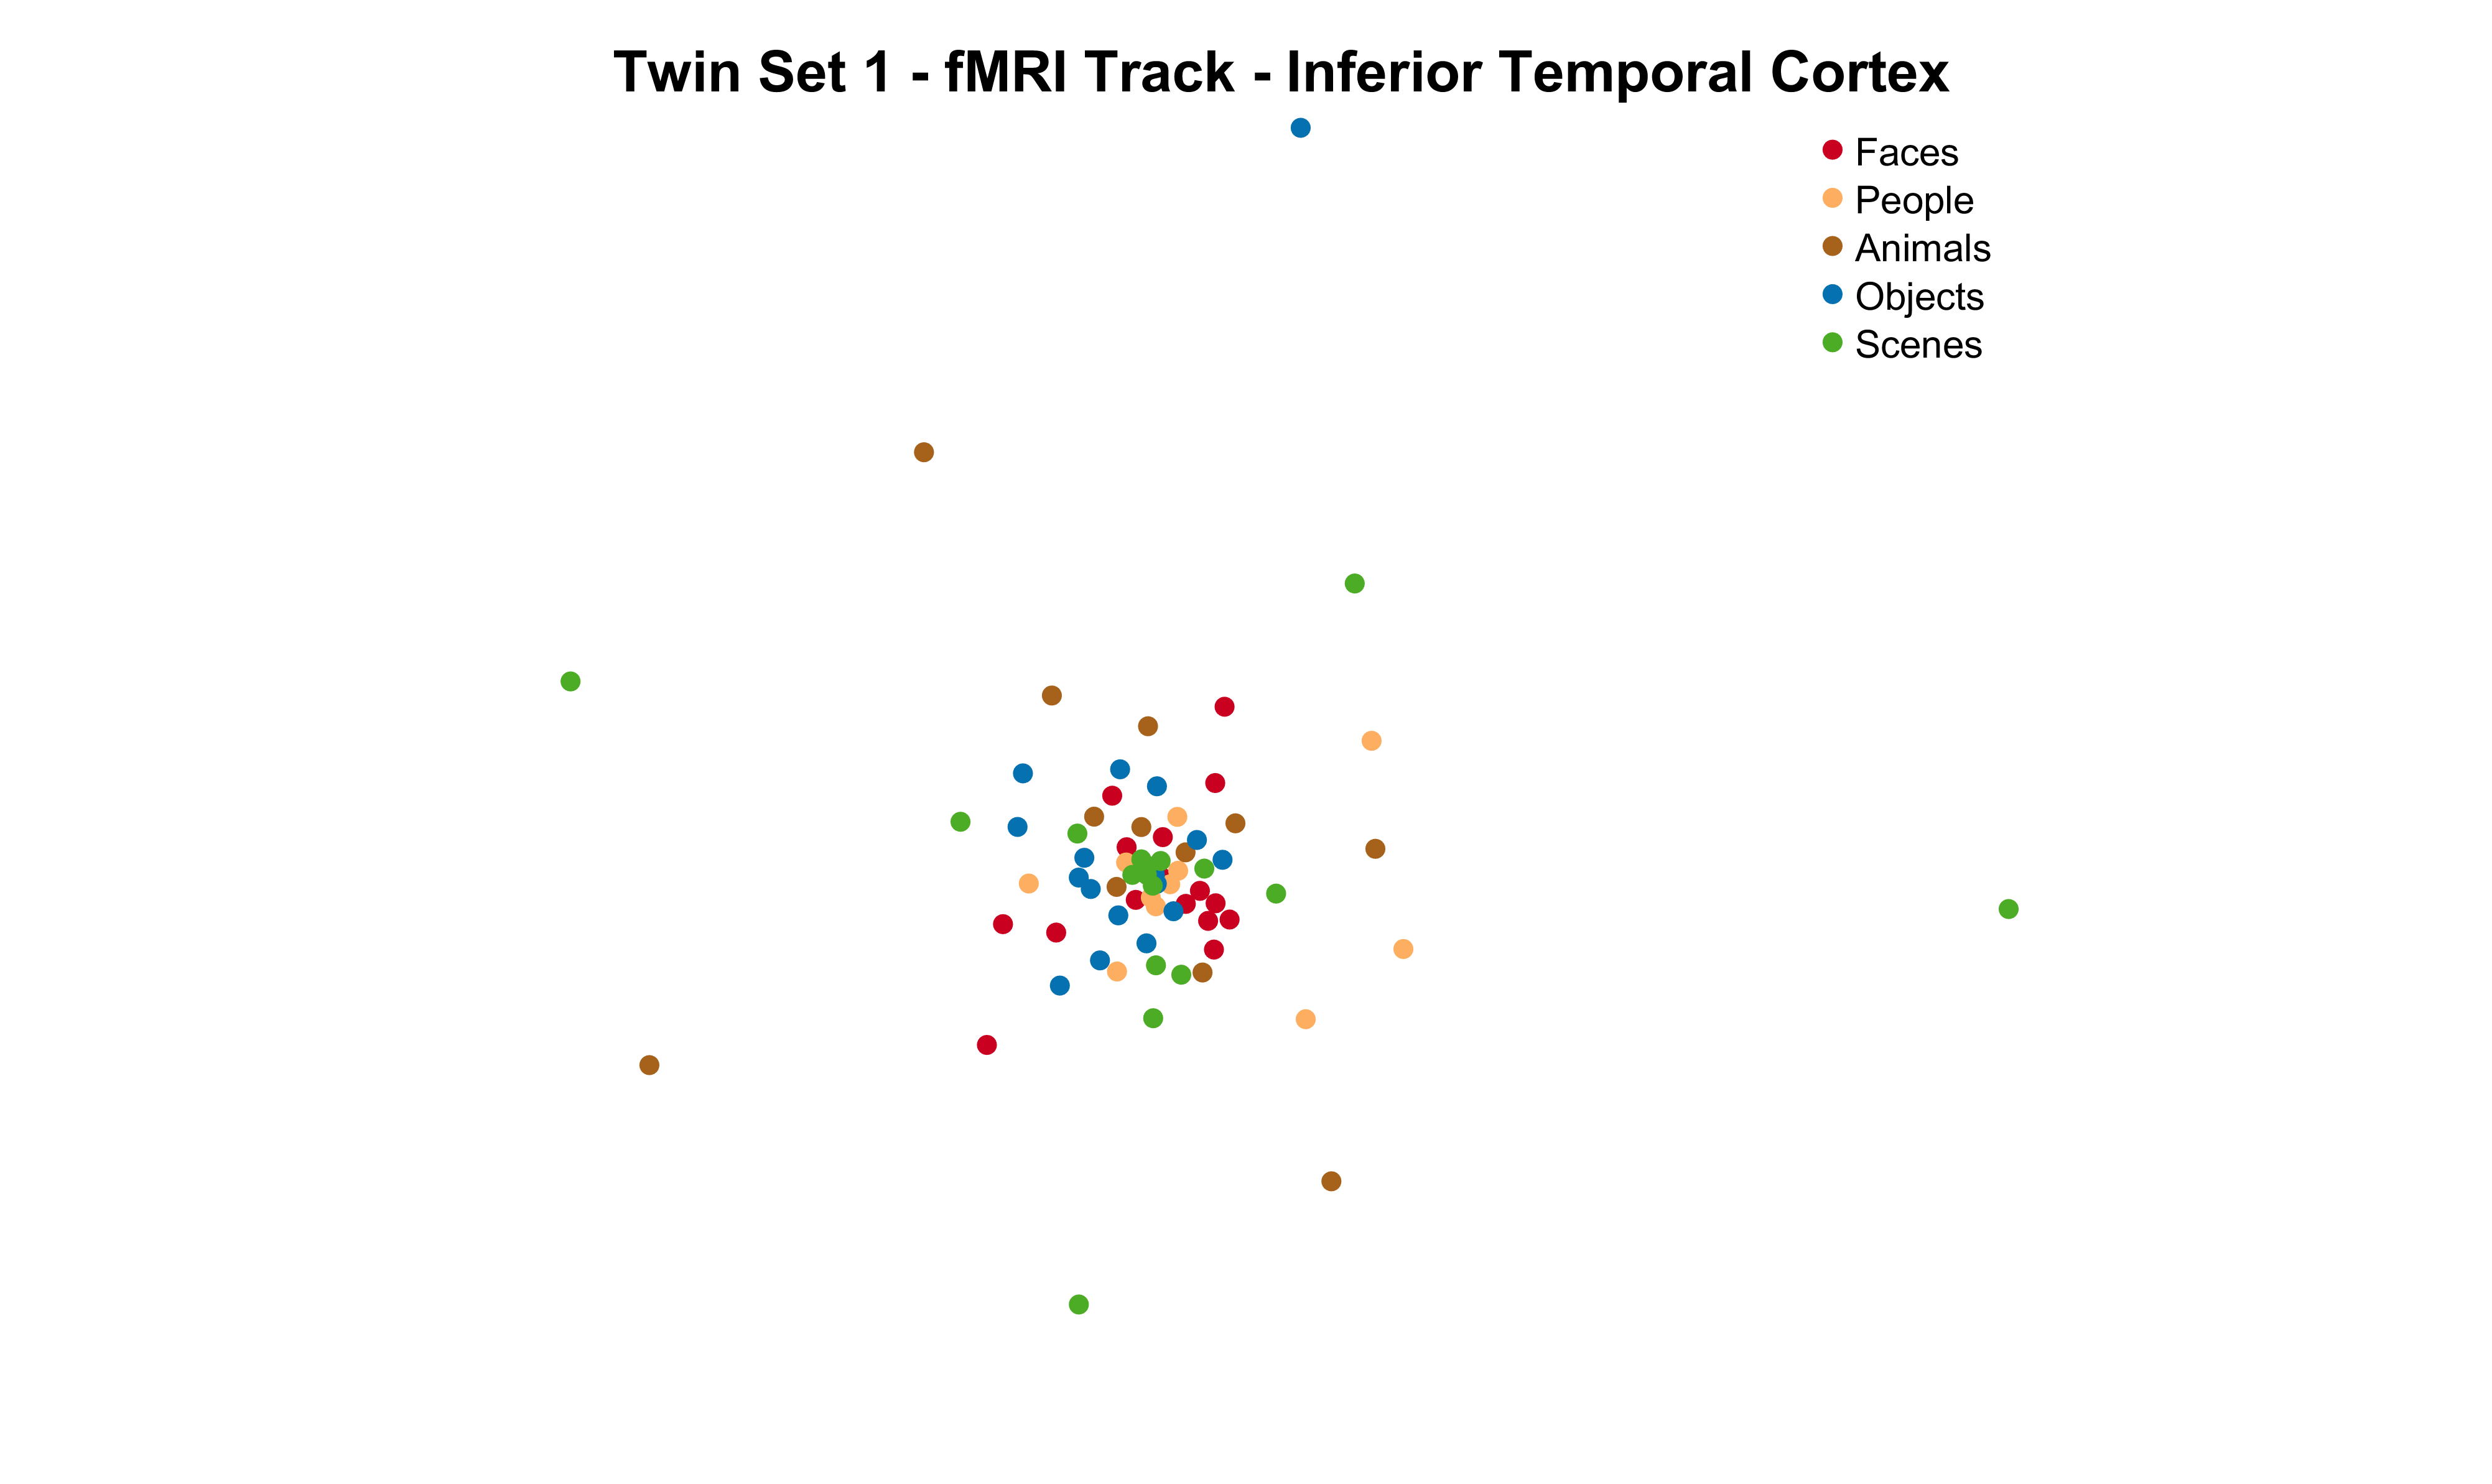 Twin Set 1 - fMRI Track - Inferior Temporal Cortex
Faces
People
Animals
Objects
Scenes